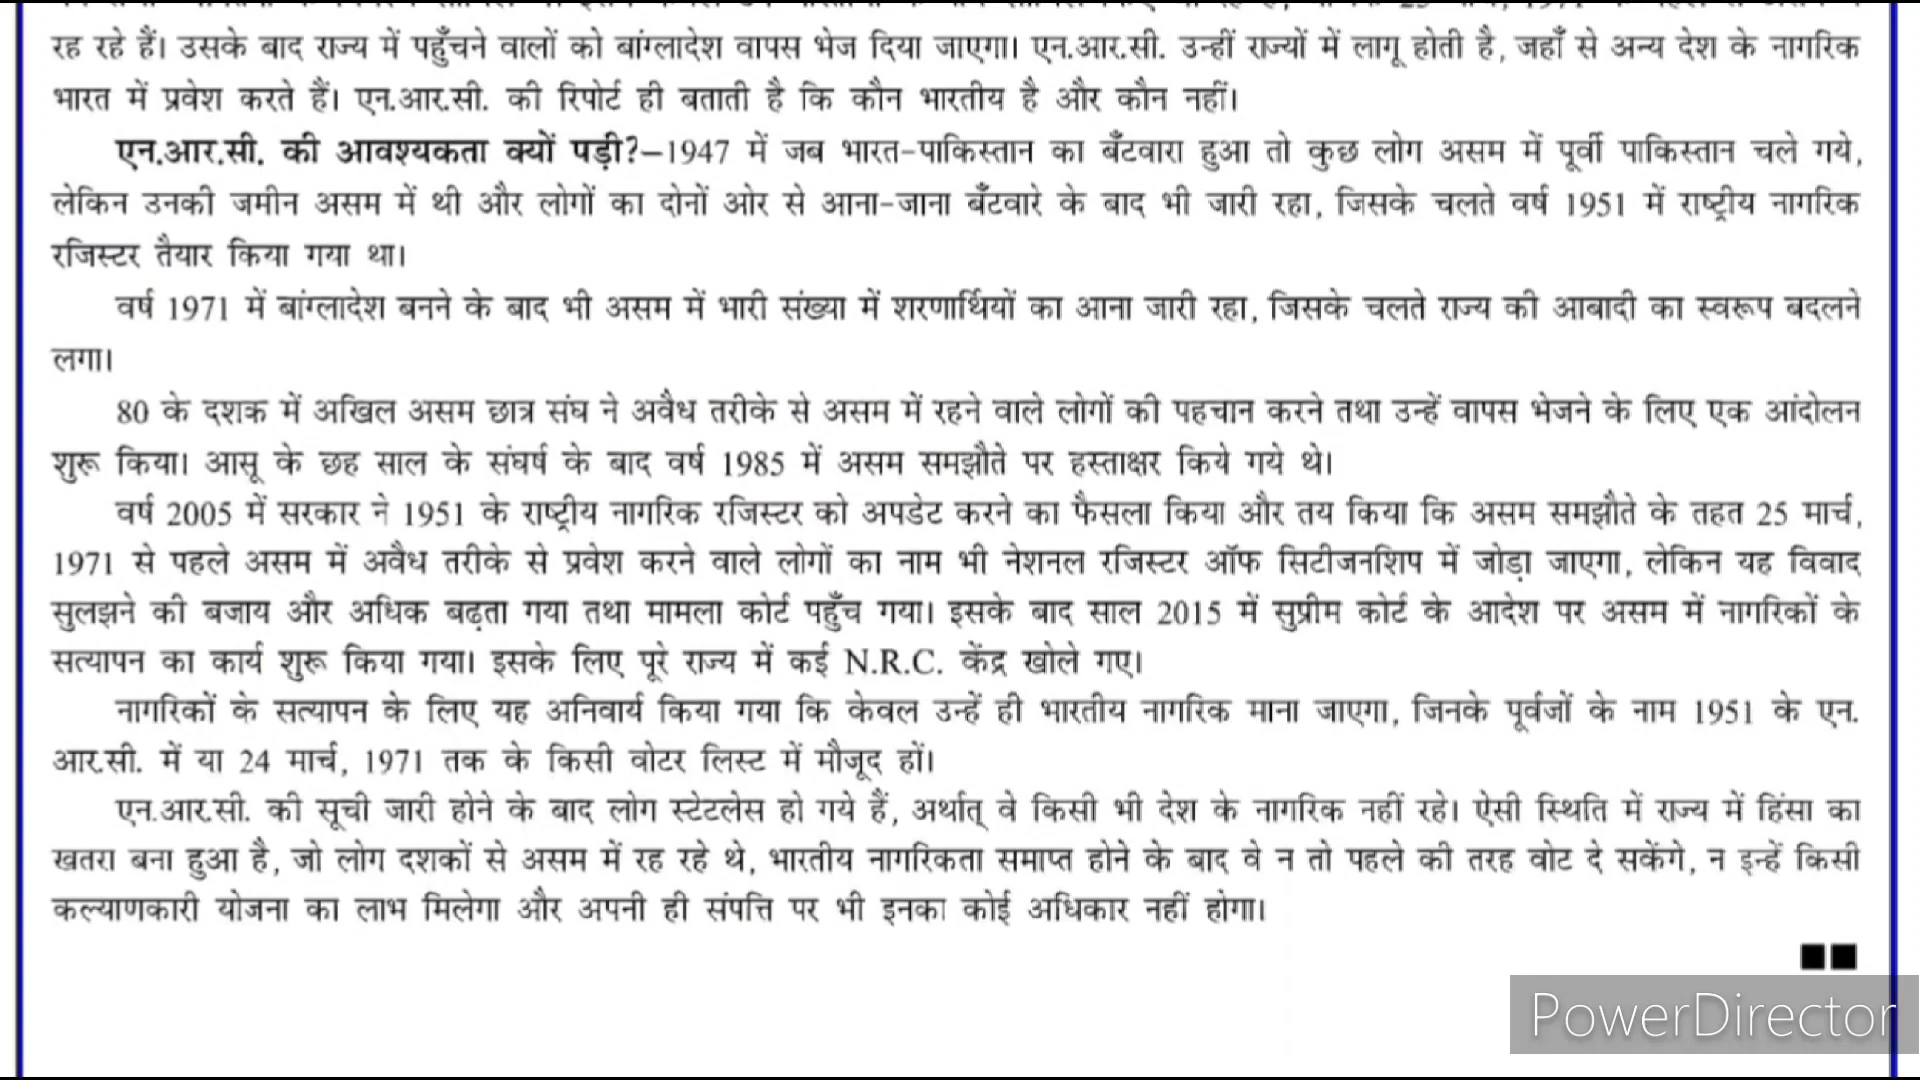 रह रहे हैं। उसके बाद राज्य में पहुँचने वालों को बांग्लादेश वापस भेज दिया जाएगा। एन.आर.सी. उन्हीं राज्यों में लागू होती है, जहाँ से अन्य देश के नागरिक
भारत में प्रवेश करते हैं। एन.आर.सी. की रिपोर्ट ही बताती है कि कौन भारतीय है और कौन नहीं।
एन.आर.सी. की आवश्यकता क्यों पड़ी?–1947 में जब भारत-पाकिस्तान का बँटवारा हुआ तो कुछ लोग असम में पूर्वी पाकिस्तान चले गये,
लेकिन उनकी जमीन असम में थी और लोगों का दोनों ओर से आना-जाना बँटवारे के बाद भी जारी रहा, जिसके चलते वर्ष 1951 में राष्ट्रीय नागरिक
रजिस्टर तैयार किया गया था।
वर्ष 1971 में बांग्लादेश बनने के बाद भी असम में भारी संख्या में शरणार्थियों का आना जारी रहा, जिसके चलते राज्य की आबादी का स्वरूप बदलने
लगा।
80 के दशक में अखिल असम छात्र संघ ने अवैध तरीके से असम में रहने वाले लोगों की पहचान करने तथा उन्हें वापस भेजने के लिए एक आंदोलन
शुरू किया। आसू के छह साल के संघर्ष के बाद वर्ष 1985 में असम समझौते पर हस्ताक्षर किये गये थे।
वर्ष 2005 में सरकार ने 1951 के राष्ट्रीय नागरिक रजिस्टर को अपडेट करने का फैसला किया और तय किया कि असम समझौते के तहत 25 मार्च,
1971 से पहले असम में अवैध तरीके से प्रवेश करने वाले लोगों का नाम भी नेशनल रजिस्टर ऑफ सिटीजनशिप में जोड़ा जाएगा, लेकिन यह विवाद
सुलझने की बजाय और अधिक बढ़ता गया तथा मामला कोर्ट पहुँच गया। इसके बाद साल 2015 में सुप्रीम कोर्ट के आदेश पर असम में नागरिकों के
सत्यापन का कार्य शुरू किया गया। इसके लिए पूरे राज्य में कई N.R.C. केंद्र खोले गए।
नागरिकों के सत्यापन के लिए यह अनिवार्य किया गया कि केवल उन्हें ही भारतीय नागरिक माना जाएगा, जिनके पूर्वजों के नाम 1951 के एन.
आर.सी. में या 24 मार्च, 1971 तक के किसी वोटर लिस्ट में मौजूद हों।
एन.आर.सी. की सूची जारी होने के बाद लोग स्टेटलेस हो गये हैं, अर्थात् वे किसी भी देश के नागरिक नहीं रहे। ऐसी स्थिति में राज्य में हिंसा का
खतरा बना हुआ है, जो लोग दशकों से असम में रह रहे थे, भारतीय नागरिकता समाप्त होने के बाद वे न तो पहले की तरह वोट दे सकेंगे, न इन्हें किसी
कल्याणकारी योजना का लाभ मिलेगा और अपनी ही संपत्ति पर भी इनका कोई अधिकार नहीं होगा।
PowerDirector